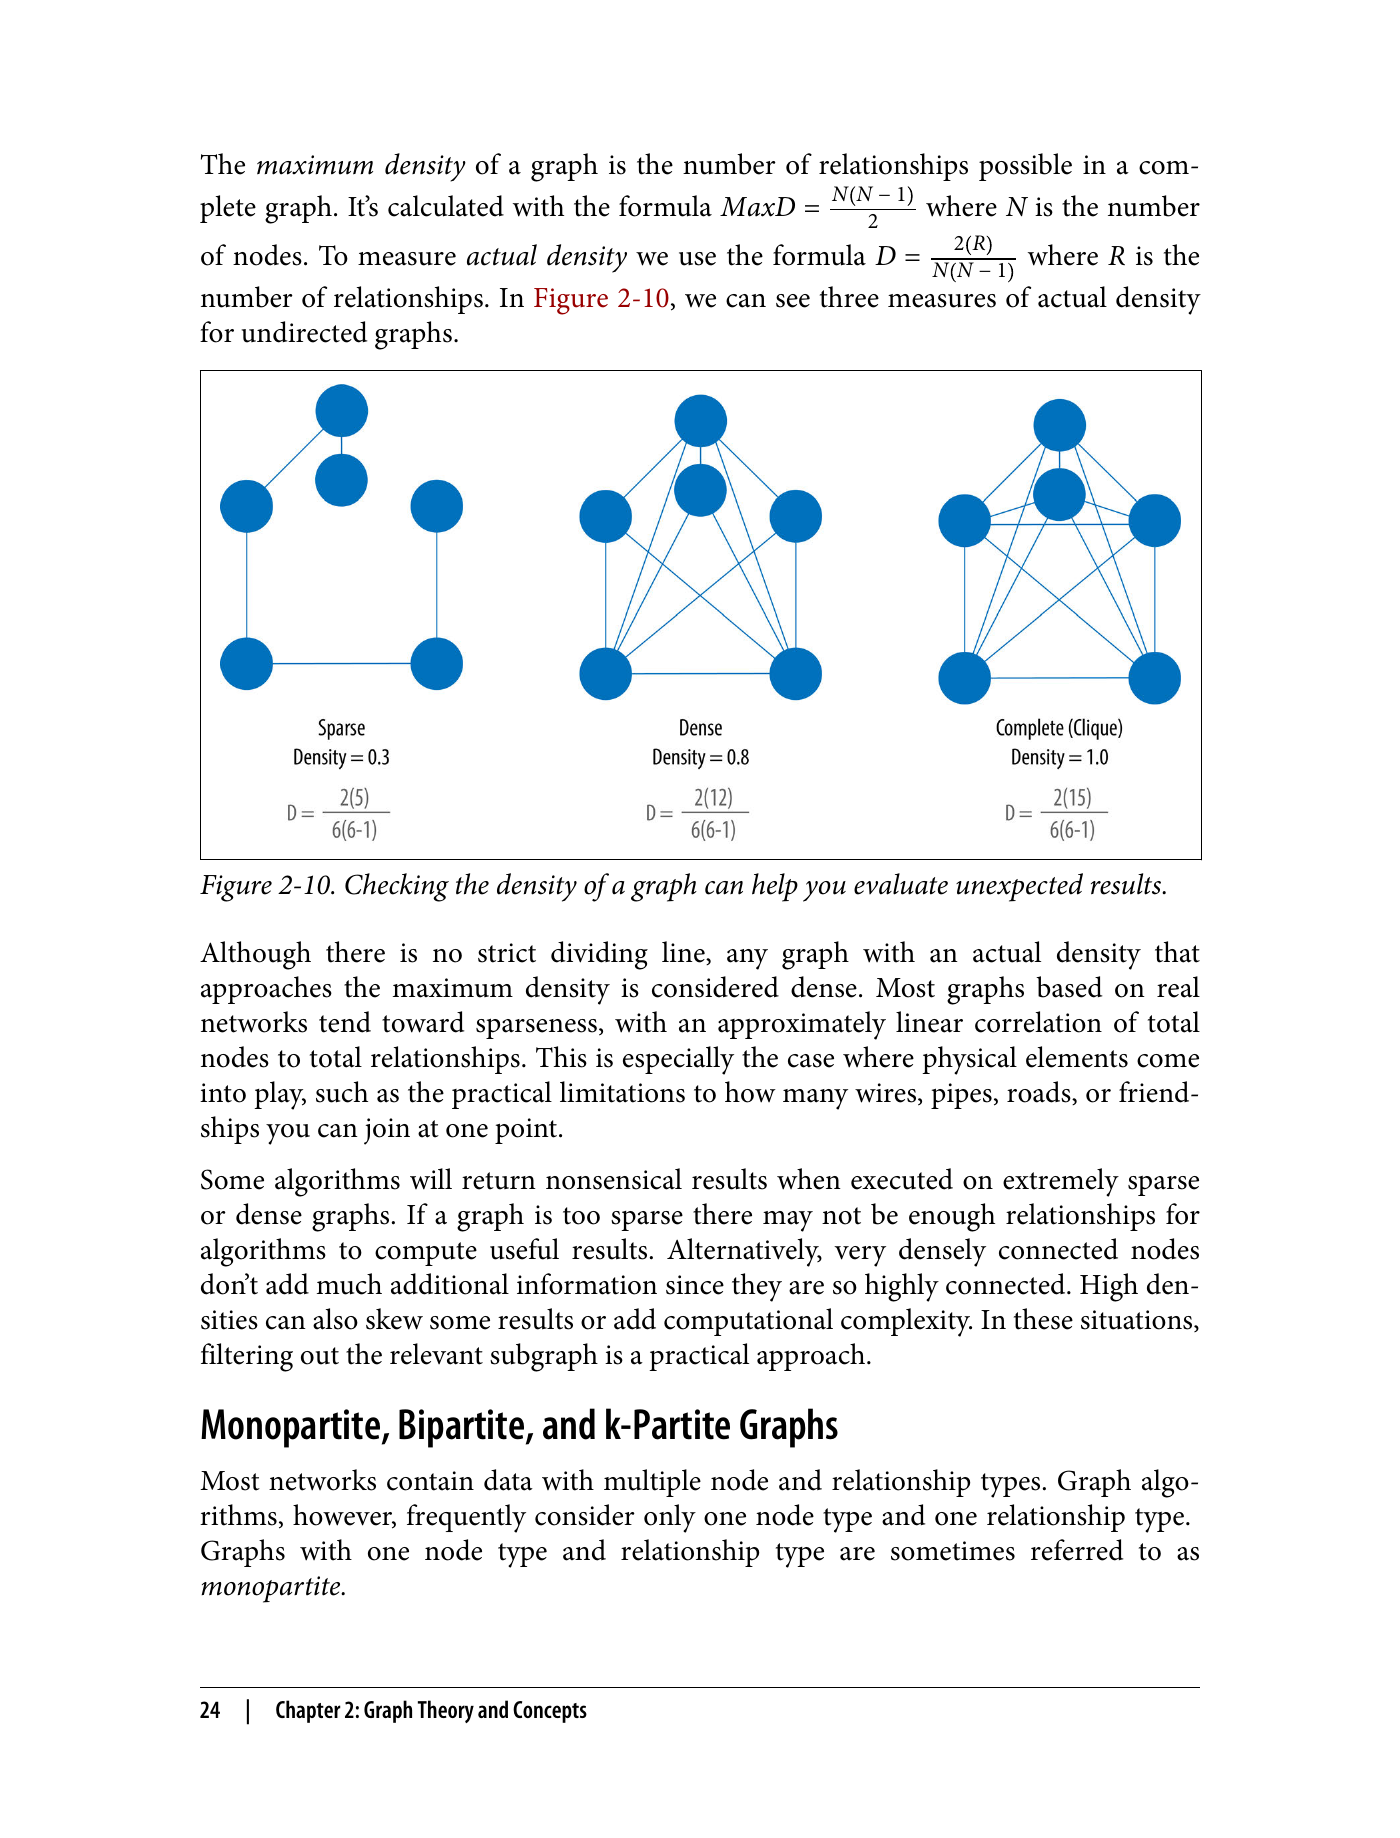 The maximum density of a graph is the number of relationships possible in a com-
plete graph. It’s calculated with the formula MaxD = N(N − 1)/2 where N is the number
of nodes. To measure actual density we use the formula D = 2(R)/N(N − 1) where R is the
number of relationships. In Figure 2-10, we can see three measures of actual density
for undirected graphs.
Sparse
Density = 0.3
D = 2(5)/6(6-1)
Dense
Density = 0.8
D = 2(12)/6(6-1)
Complete (Clique)
Density = 1.0
D = 2(15)/6(6-1)
Figure 2-10. Checking the density of a graph can help you evaluate unexpected results.
Although there is no strict dividing line, any graph with an actual density that
approaches the maximum density is considered dense. Most graphs based on real
networks tend toward sparseness, with an approximately linear correlation of total
nodes to total relationships. This is especially the case where physical elements come
into play, such as the practical limitations to how many wires, pipes, roads, or friend-
ships you can join at one point.
Some algorithms will return nonsensical results when executed on extremely sparse
or dense graphs. If a graph is too sparse there may not be enough relationships for
algorithms to compute useful results. Alternatively, very densely connected nodes
don’t add much additional information since they are so highly connected. High den-
sities can also skew some results or add computational complexity. In these situations,
filtering out the relevant subgraph is a practical approach.
Monopartite, Bipartite, and k-Partite Graphs
Most networks contain data with multiple node and relationship types. Graph algo-
rithms, however, frequently consider only one node type and one relationship type.
Graphs with one node type and relationship type are sometimes referred to as
monopartite.
24 | Chapter 2: Graph Theory and Concepts